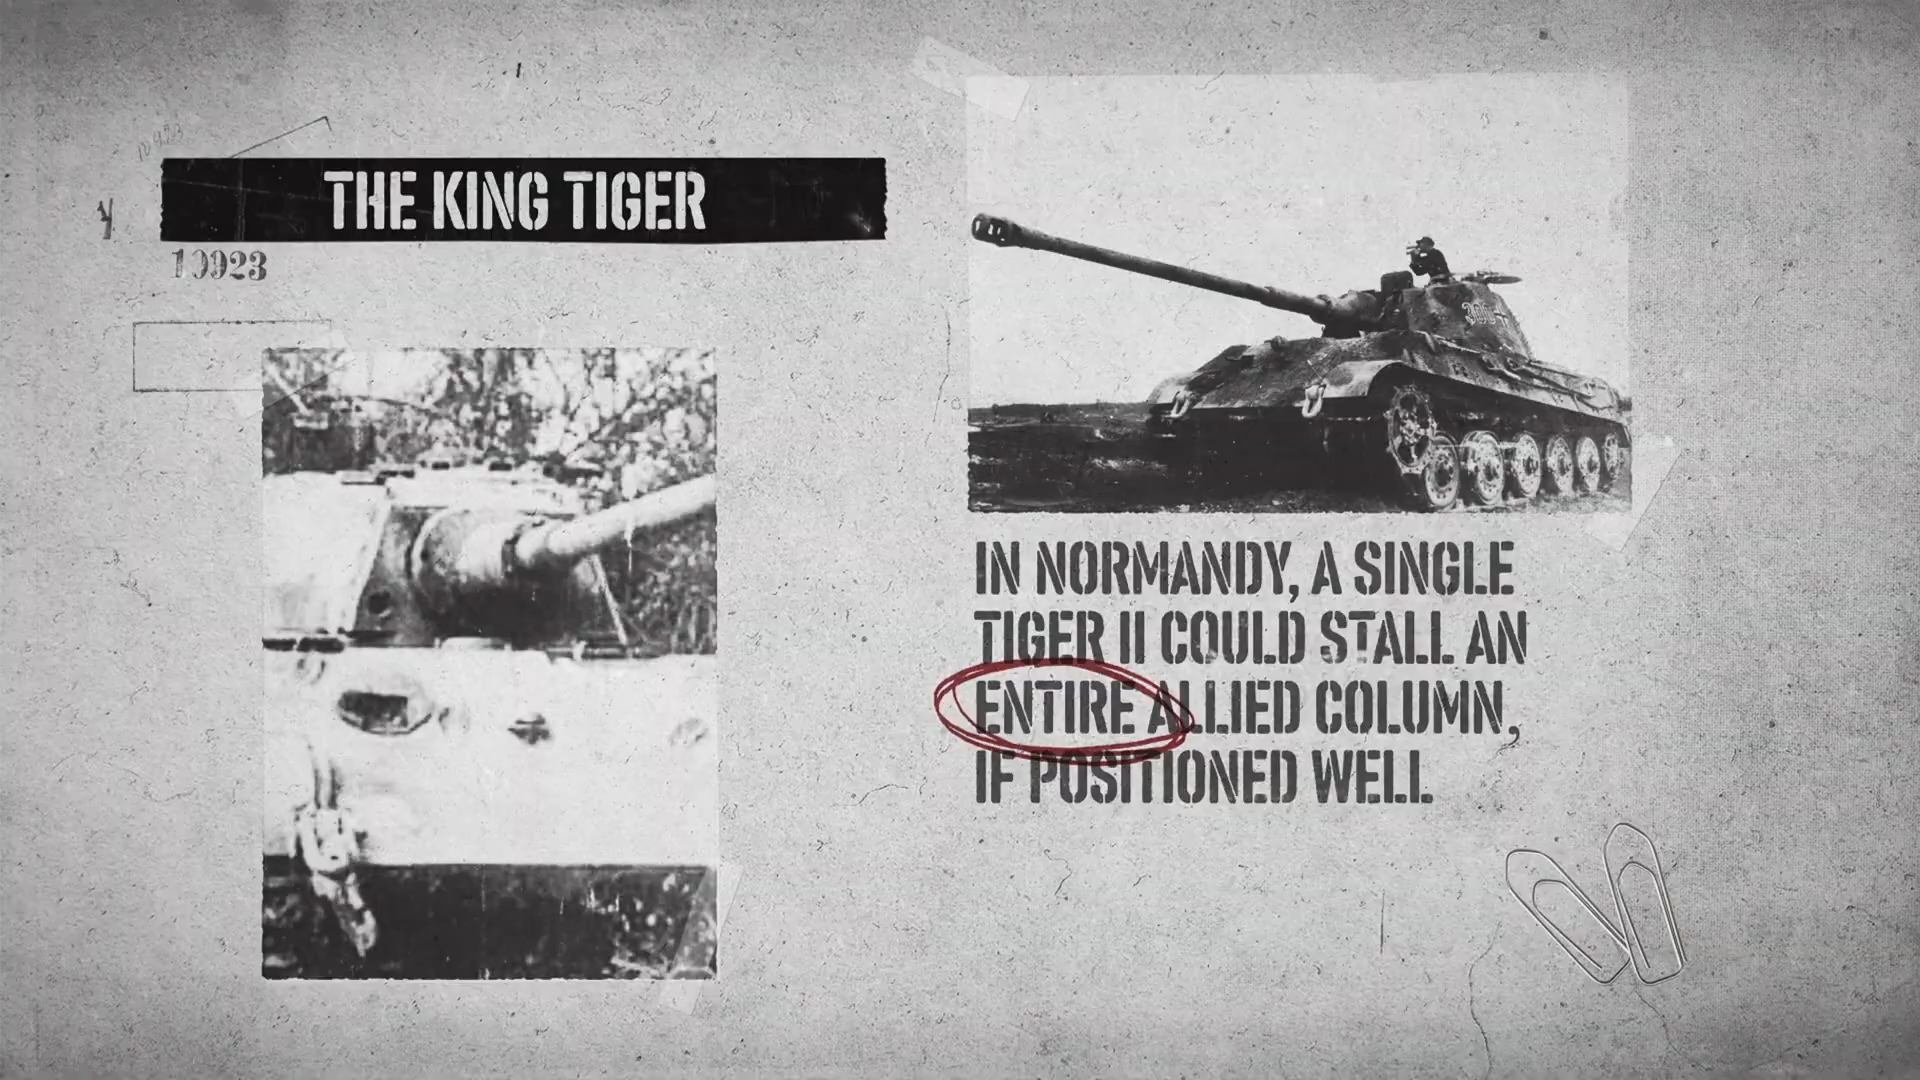 THE KING TIGER
10923
IN NORMANDY, A SINGLE
TIGER II COULD STALL AN
ENTIRE ALLIED COLUMN,
IF POSITIONED WELL